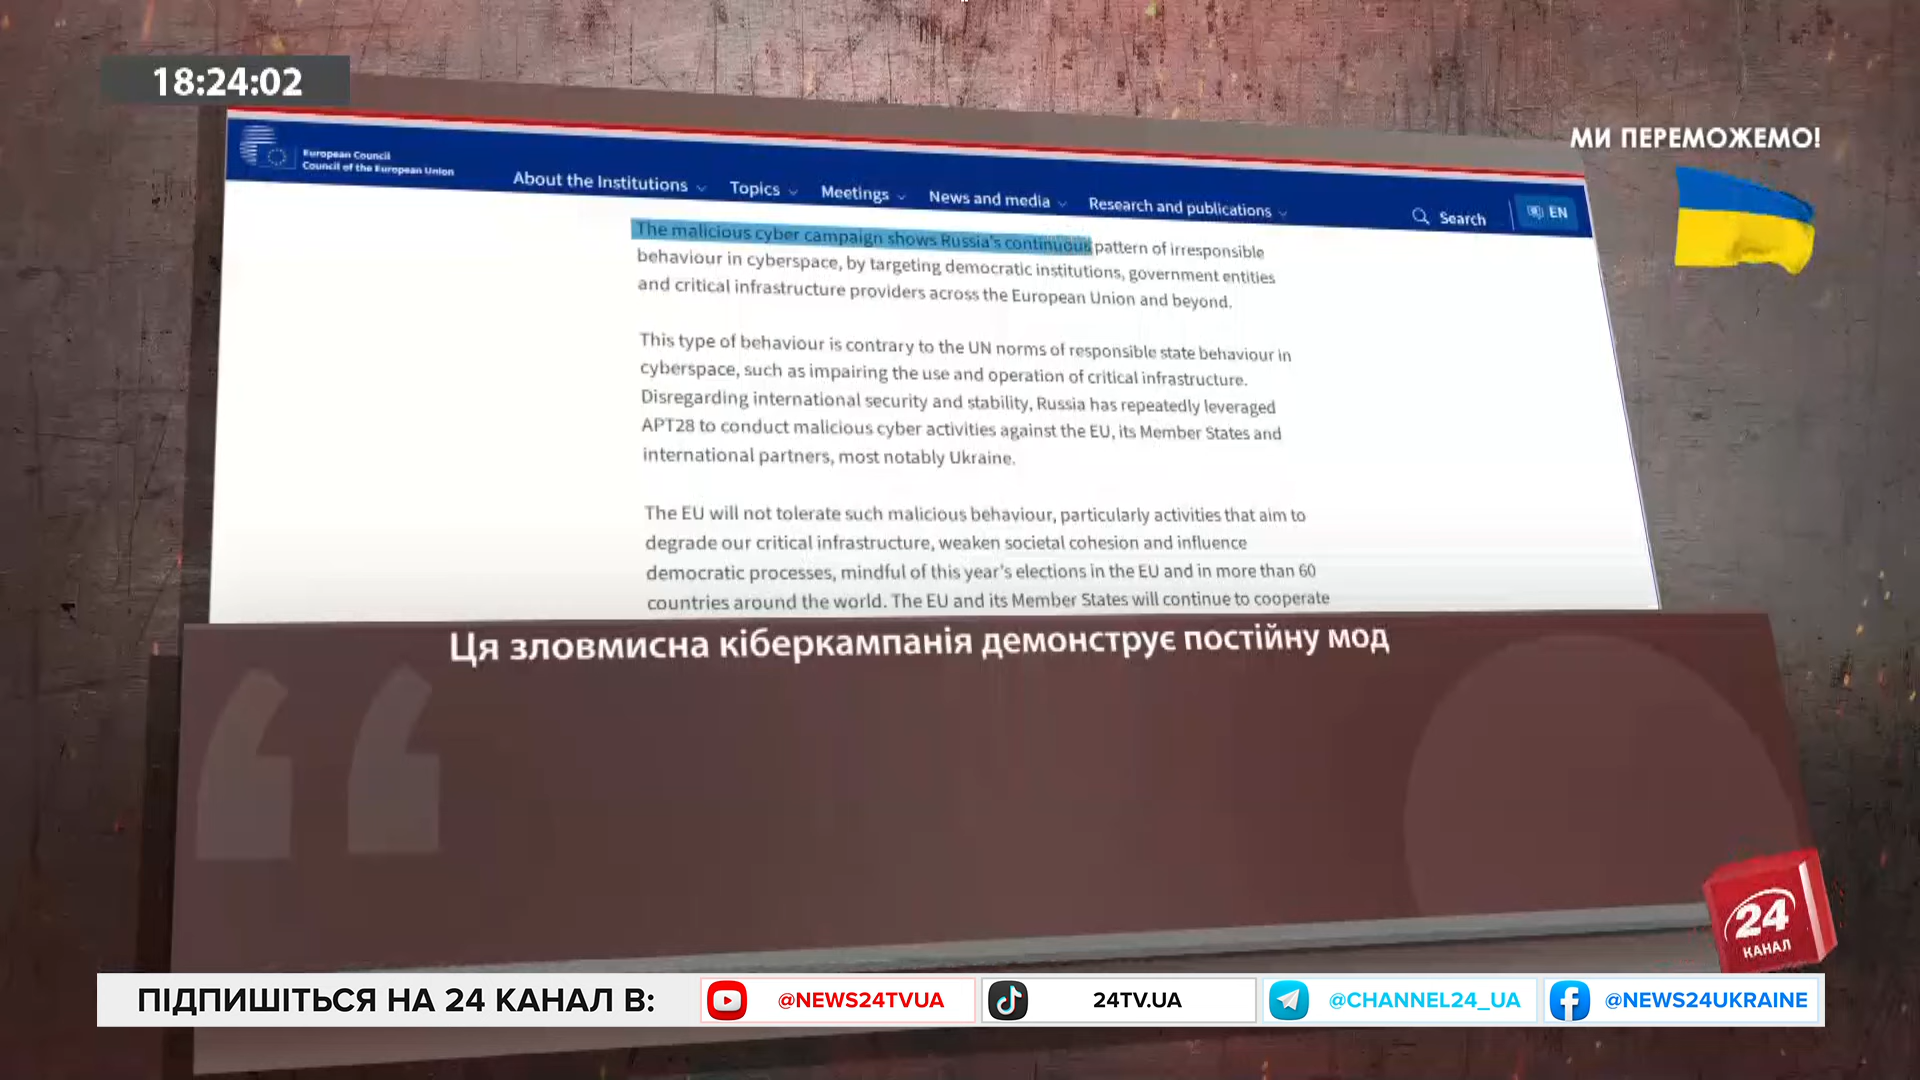 18:24:02
МИ ПЕРЕМОЖЕМО!
European Council
Council of the European Union
About the Institutions
Topics
Meetings
News and media
Research and publications
Search
EN
The malicious cyber campaign shows Russia's continuous pattern of irresponsible
behaviour in cyberspace, by targeting democratic institutions, government entities
and critical infrastructure providers across the European Union and beyond.
This type of behaviour is contrary to the UN norms of responsible state behaviour in
cyberspace, such as impairing the use and operation of critical infrastructure.
Disregarding international security and stability, Russia has repeatedly leveraged
APT28 to conduct malicious cyber activities against the EU, its Member States and
international partners, most notably Ukraine.
The EU will not tolerate such malicious behaviour, particularly activities that aim to
degrade our critical infrastructure, weaken societal cohesion and influence
democratic processes, mindful of this year's elections in the EU and in more than 60
countries around the world. The EU and its Member States will continue to cooperate
Ця зловмисна кіберкампанія демонструє постійну мод
24
КАНАЛ
ПІДПИШІТЬСЯ НА 24 КАНАЛ В:
@NEWS24TVUA
24TV.UA
@CHANNEL24_UA
@NEWS24UKRAINE